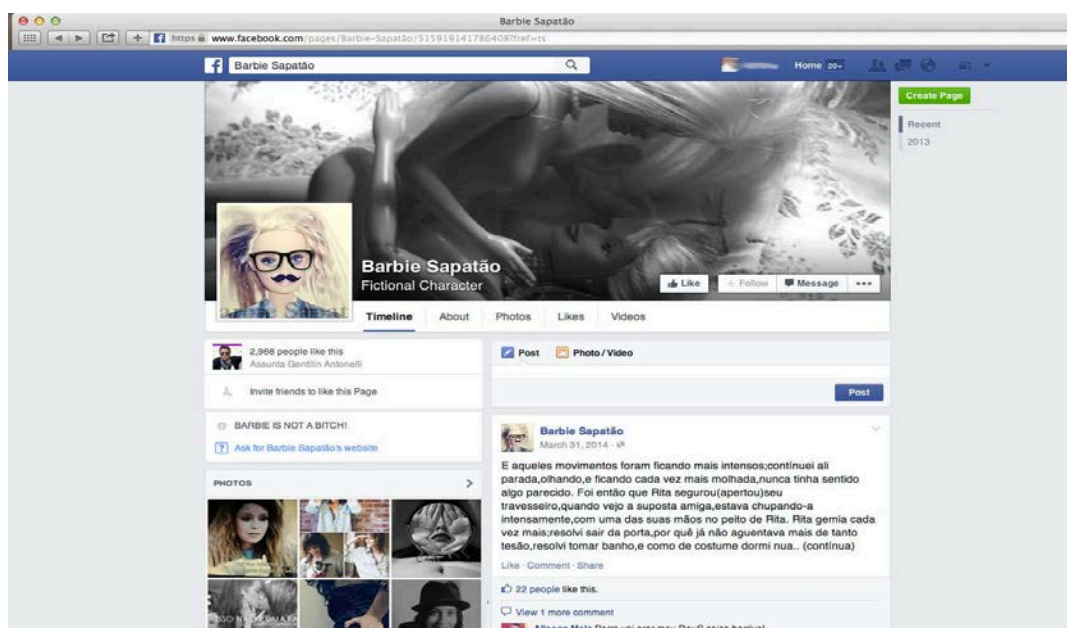 Barbie Sapatão
https www.facebook.com/pages/Barbie-Sapatão/515919141786408?fref=ts
Barbie Sapatão
Home 20+
Create Page
Recent
2013
Barbie Sapatão
Fictional Character
Like
Follow
Message
Timeline About Photos Likes Videos
2,968 people like this
Assunta Gentilin Antonelli
Invite friends to like this Page
BARBIE IS NOT A BITCH!
Ask for Barbie Sapatão's website
PHOTOS
Post Photo / Video
Post
Barbie Sapatão
March 31, 2014
E aqueles movimentos foram ficando mais intensos;continuei ali
parada,olhando,e ficando cada vez mais molhada,nunca tinha sentido
algo parecido. Foi então que Rita segurou(apertou)seu
travesseiro,quando vejo a suposta amiga,estava chupando-a
intensamente,com uma das suas mãos no peito de Rita. Rita gemia cada
vez mais;resolvi sair da porta,por quê já não aguentava mais de tanto
tesão,resolvi tomar banho,e como de costume dormi nua.. (contínua)
Like · Comment · Share
22 people like this.
View 1 more comment